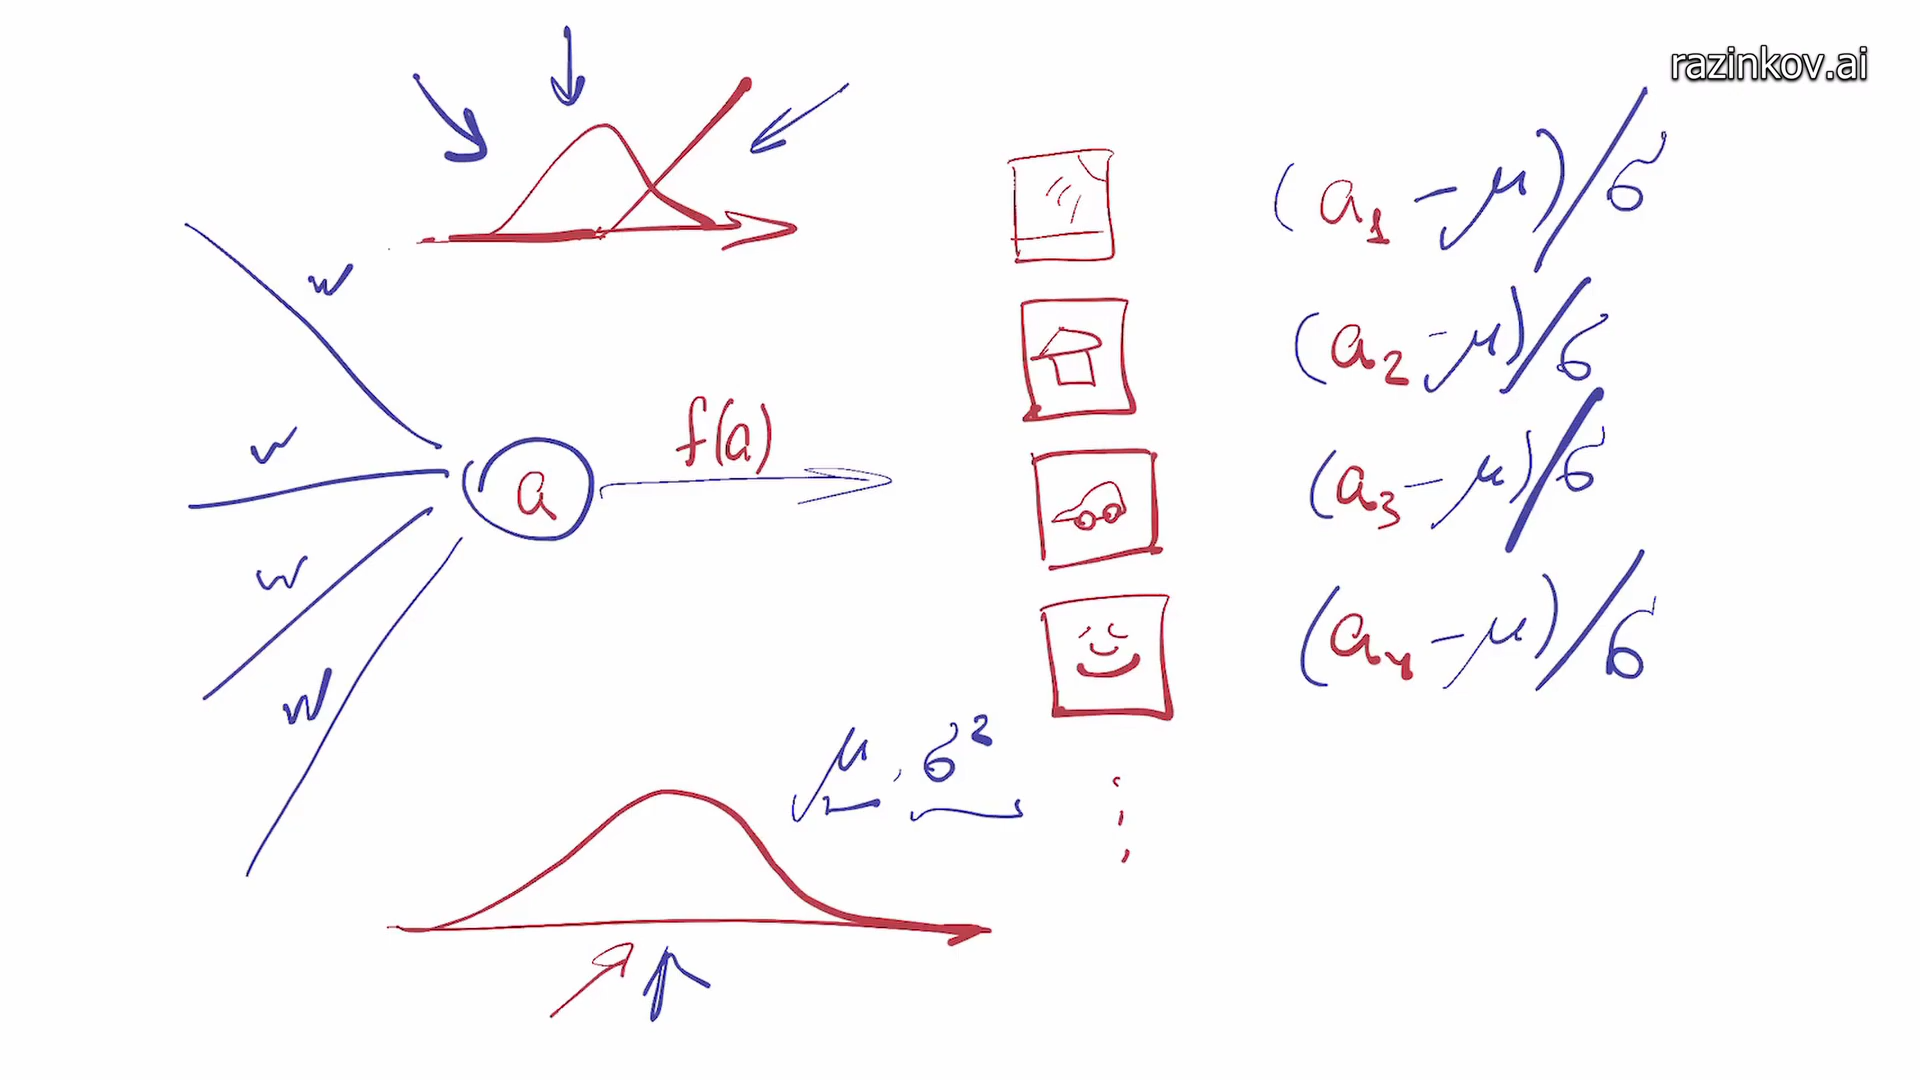 razinkov.ai
(a₁ - μ)/σ
w
(a₂ - μ)/σ
f(a)
w
a
(a₃ - μ)/σ
w
(a₄ - μ)/σ
w
μ, σ²